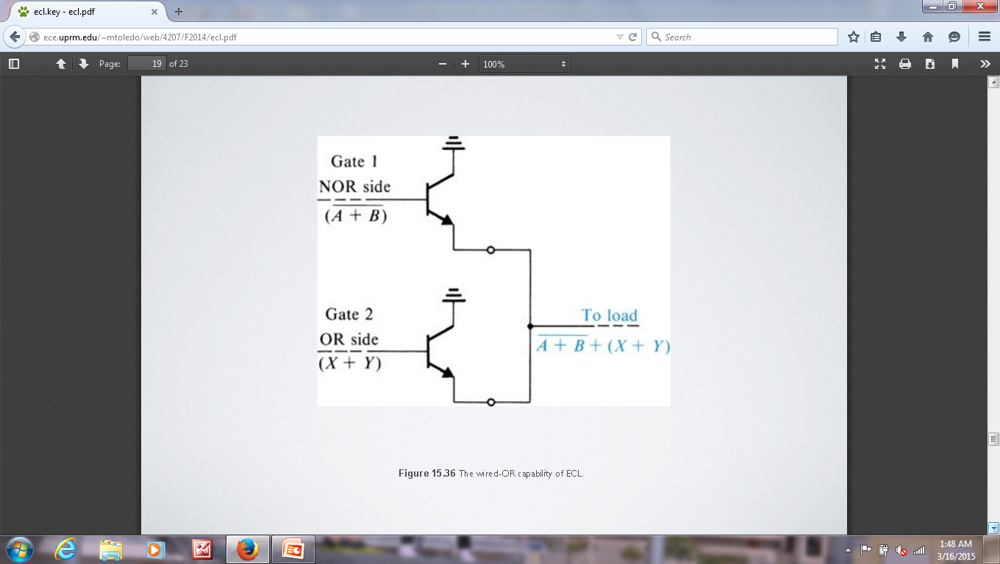 ecl.key - ecl.pdf
ece.uprm.edu/~mtoledo/web/4207/F2014/ecl.pdf
Search
Page: 19 of 23
100%
Gate 1
NOR side
(A + B)
Gate 2
OR side
(X + Y)
To load
A + B + (X + Y)
Figure 15.36 The wired-OR capability of ECL.
1:48 AM
3/16/2015